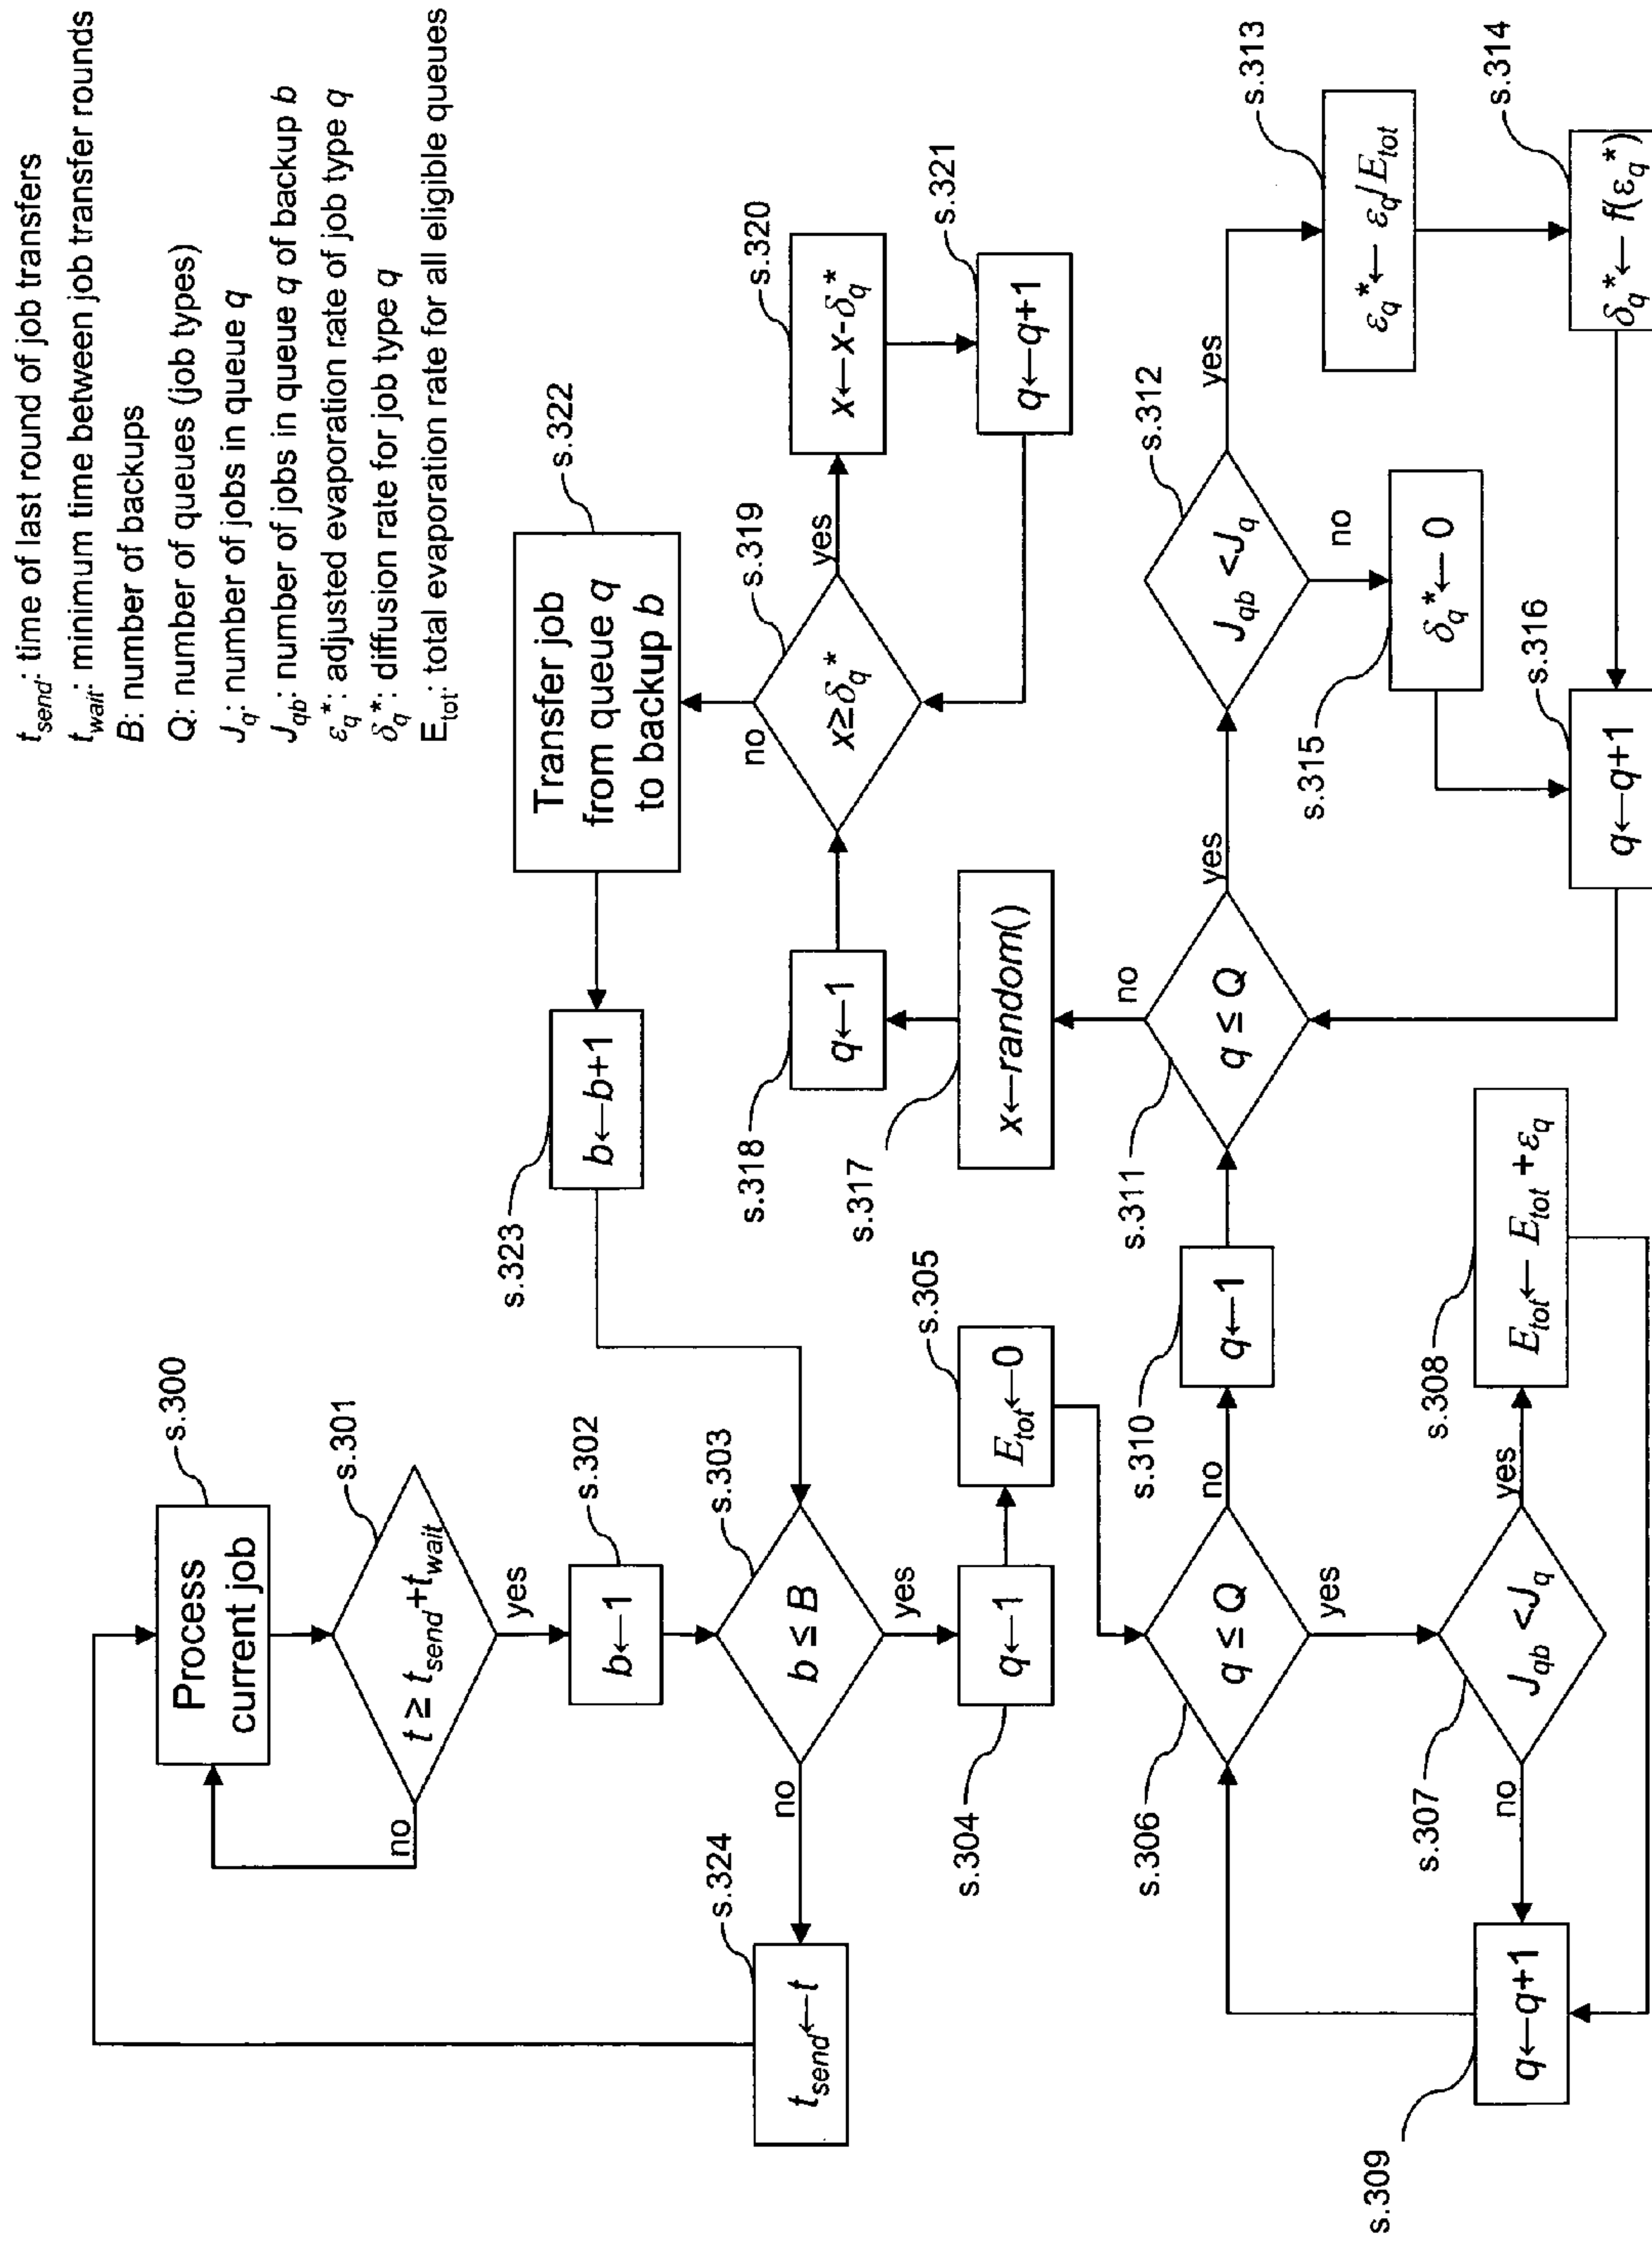 t_send: time of last round of job transfers
t_wait: minimum time between job transfer rounds
B: number of backups
Q: number of queues (job types)
J_q: number of jobs in queue q
J_qb: number of jobs in queue q of backup b
ε_q*: adjusted evaporation rate of job type q
δ_q*: diffusion rate for job type q
E_tot: total evaporation rate for all eligible queues
s.300
Process
current job
s.301
t ≥ t_send+t_wait
no
yes
s.302
b←1
s.303
b ≤ B
no
yes
s.324
t_send←t
s.304
q←1
s.305
E_tot←0
s.306
q ≤ Q
no
yes
s.307
J_qb <J_q
no
yes
s.308
E_tot← E_tot +ε_q
s.309
q←q+1
s.310
q←1
s.311
q ≤ Q
no
yes
s.312
J_qb <J_q
yes
no
s.313
ε_q*← ε_q/E_tot
s.314
δ_q*← f(ε_q*)
s.315
δ_q*← 0
s.316
q←q+1
s.317
x←random()
s.318
q←1
s.319
x≥δ_q*
no
yes
s.320
x←x-δ_q*
s.321
q←q+1
s.322
Transfer job
from queue q
to backup b
s.323
b←b+1